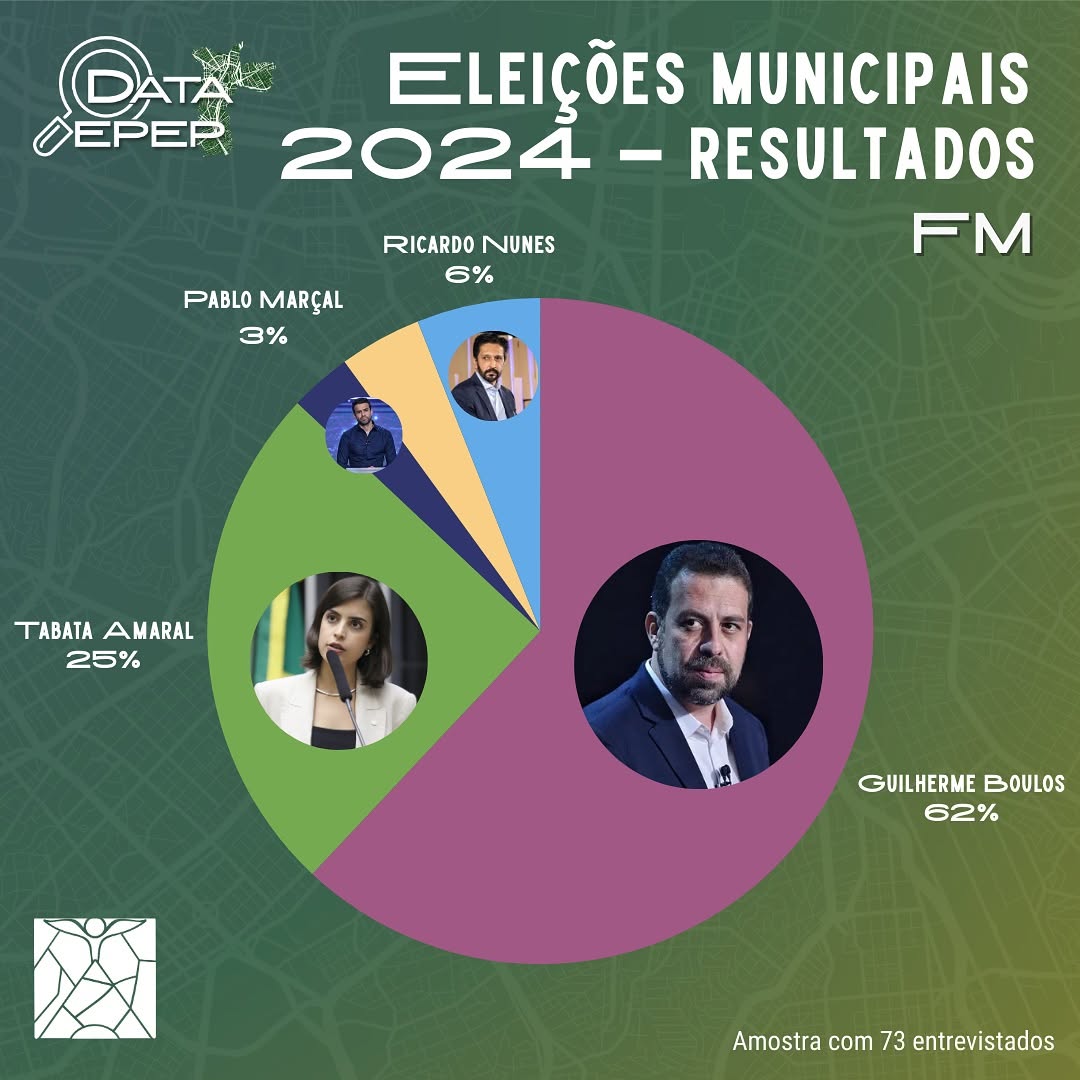 DATA
EPEP
ELEIÇÕES MUNICIPAIS
2024 – RESULTADOS
FM
RICARDO NUNES
6%
PABLO MARÇAL
3%
TABATA AMARAL
25%
GUILHERME BOULOS
62%
Amostra com 73 entrevistados